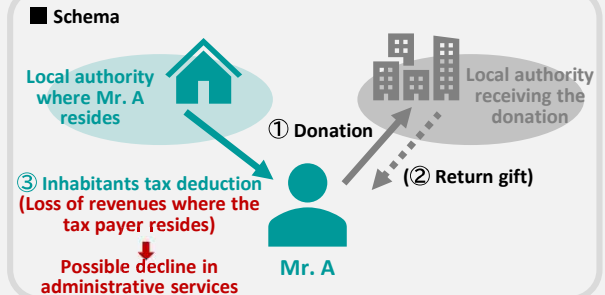 ■ Schema
Local authority
where Mr. A
resides
Local authority
receiving the
donation
① Donation
(② Return gift)
③ Inhabitants tax deduction
(Loss of revenues where the
tax payer resides)
Possible decline in
administrative services
Mr. A